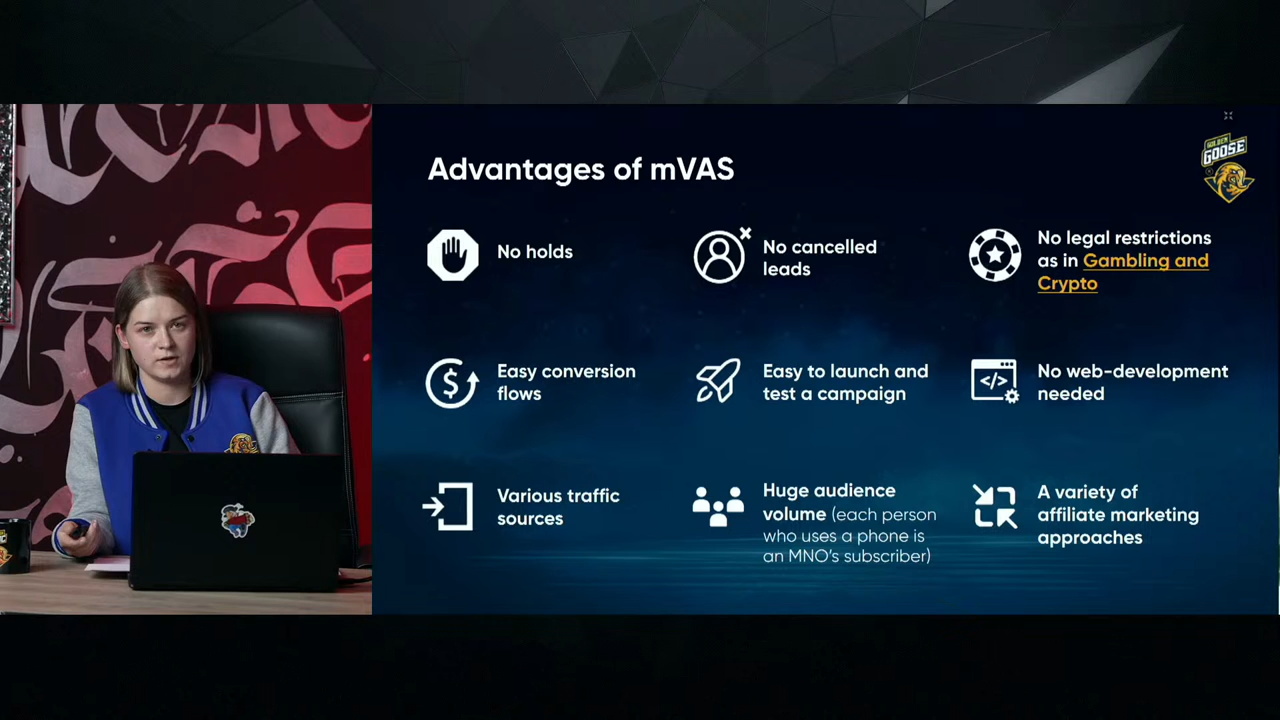 Advantages of mVAS
GOLDEN
GOOSE
No holds
No cancelled
leads
No legal restrictions
as in Gambling and
Crypto
Easy conversion
flows
Easy to launch and
test a campaign
No web-development
needed
Various traffic
sources
Huge audience
volume (each person
who uses a phone is
an MNO's subscriber)
A variety of
affiliate marketing
approaches